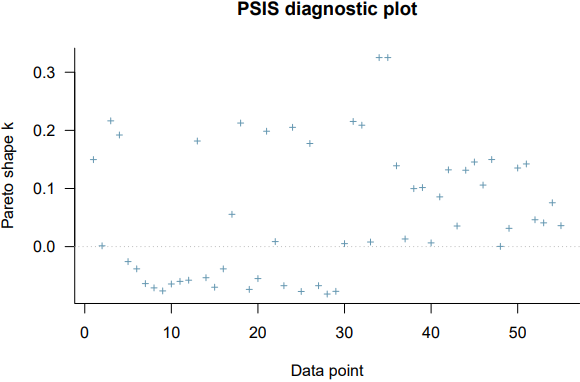 PSIS diagnostic plot
Pareto shape k
0.3
0.2
0.1
0.0
0 10 20 30 40 50
Data point